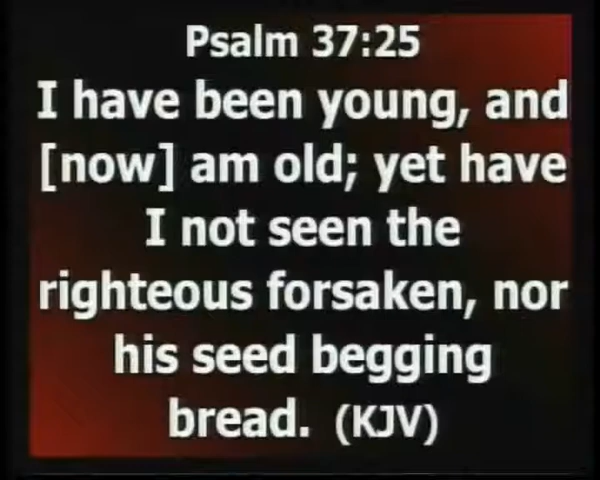 Psalm 37:25
I have been young, and
[now] am old; yet have
I not seen the
righteous forsaken, nor
his seed begging
bread. (KJV)